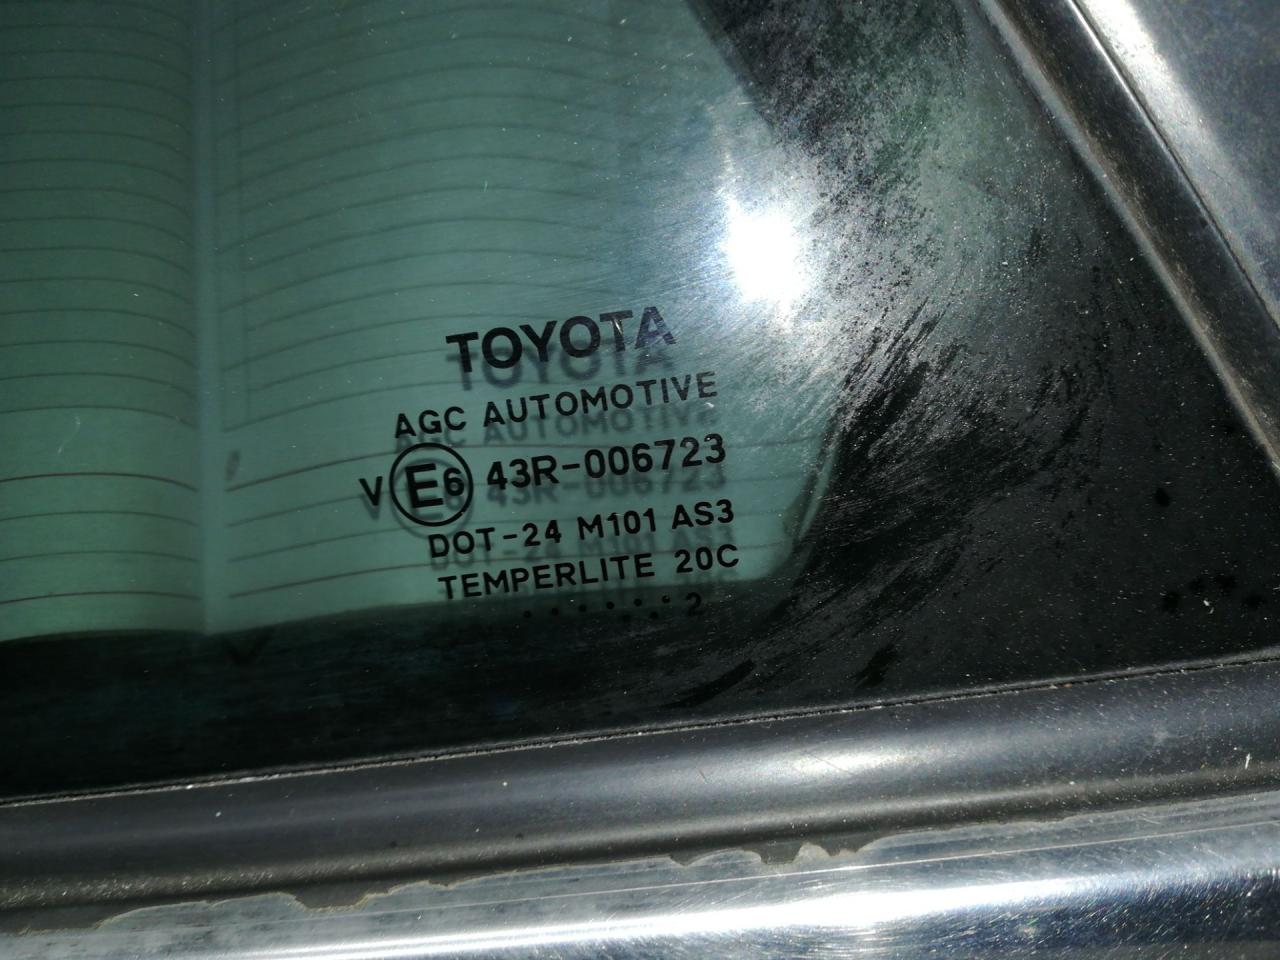 TOYOTA
AGC AUTOMOTIVE
V E6 43R-006723
DOT-24 M101 AS3
TEMPERLITE 20C
. . . . . . . 2